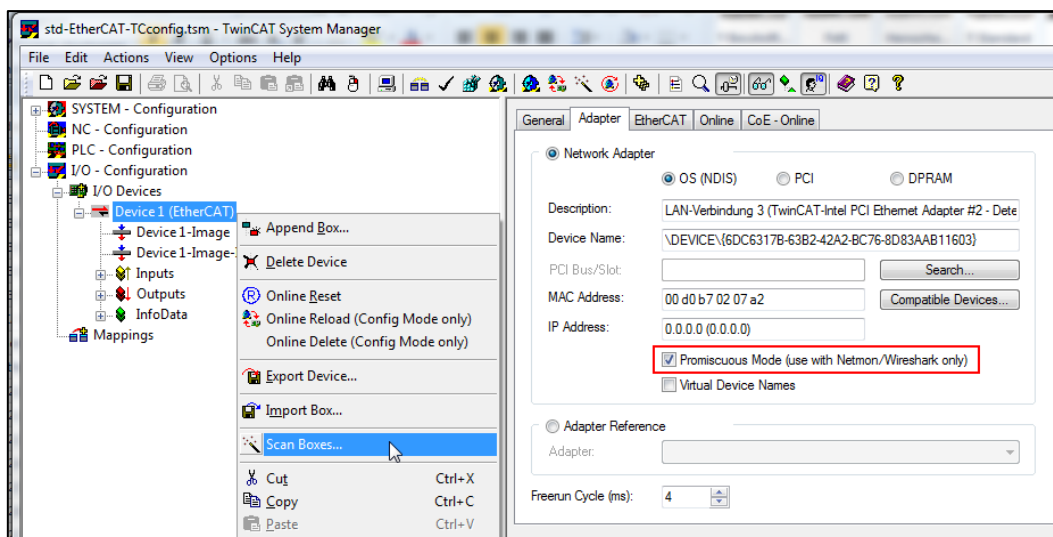 std-EtherCAT-TCconfig.tsm - TwinCAT System Manager
File Edit Actions View Options Help
SYSTEM - Configuration
NC - Configuration
PLC - Configuration
I/O - Configuration
I/O Devices
Device 1 (EtherCAT)
Device 1-Image
Device 1-Image-
Inputs
Outputs
InfoData
Mappings
Append Box...
Delete Device
Online Reset
Online Reload (Config Mode only)
Online Delete (Config Mode only)
Export Device...
Import Box...
Scan Boxes...
Cut Ctrl+X
Copy Ctrl+C
Paste Ctrl+V
General Adapter EtherCAT Online CoE - Online
Network Adapter
OS (NDIS) PCI DPRAM
Description: LAN-Verbindung 3 (TwinCAT-Intel PCI Ethernet Adapter #2 - Dete
Device Name: \DEVICE\{6DC6317B-63B2-42A2-BC76-8D83AAB11603}
PCI Bus/Slot: Search...
MAC Address: 00 d0 b7 02 07 a2 Compatible Devices...
IP Address: 0.0.0.0 (0.0.0.0)
Promiscuous Mode (use with Netmon/Wireshark only)
Virtual Device Names
Adapter Reference
Adapter:
Freerun Cycle (ms): 4